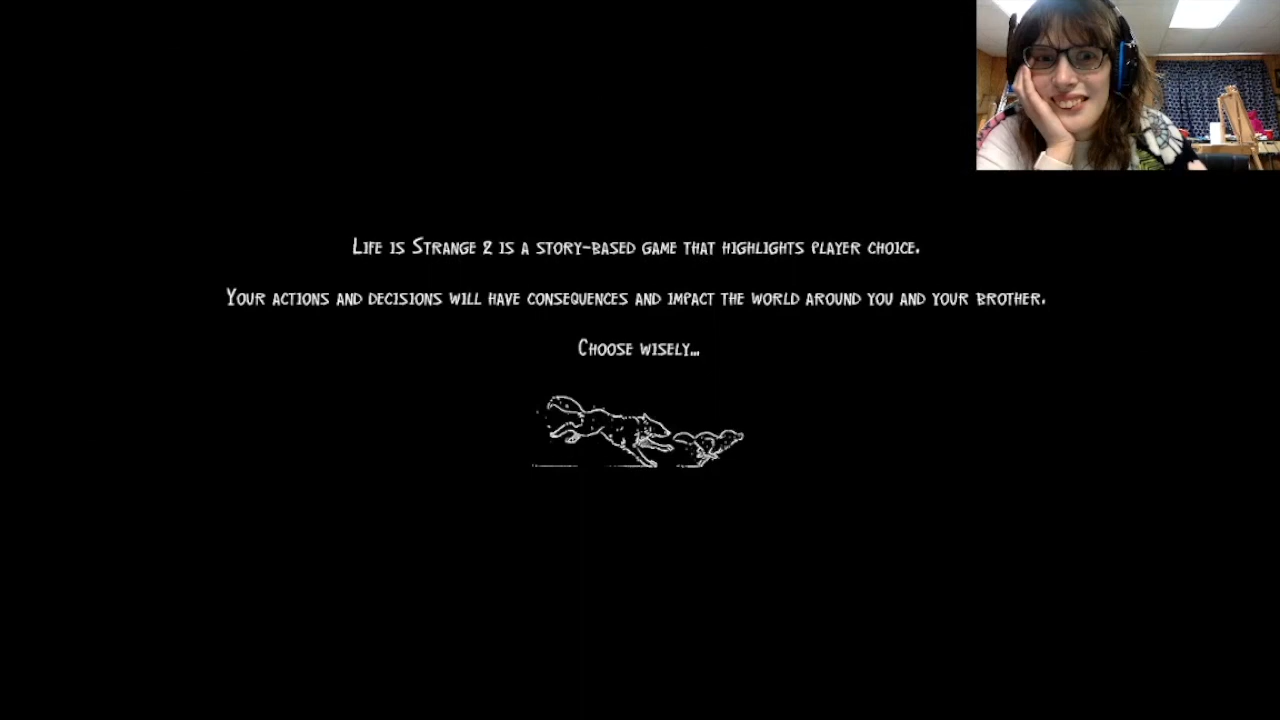 Life is Strange 2 is a story-based game that highlights player choice.
Your actions and decisions will have consequences and impact the world around you and your brother.
Choose wisely...